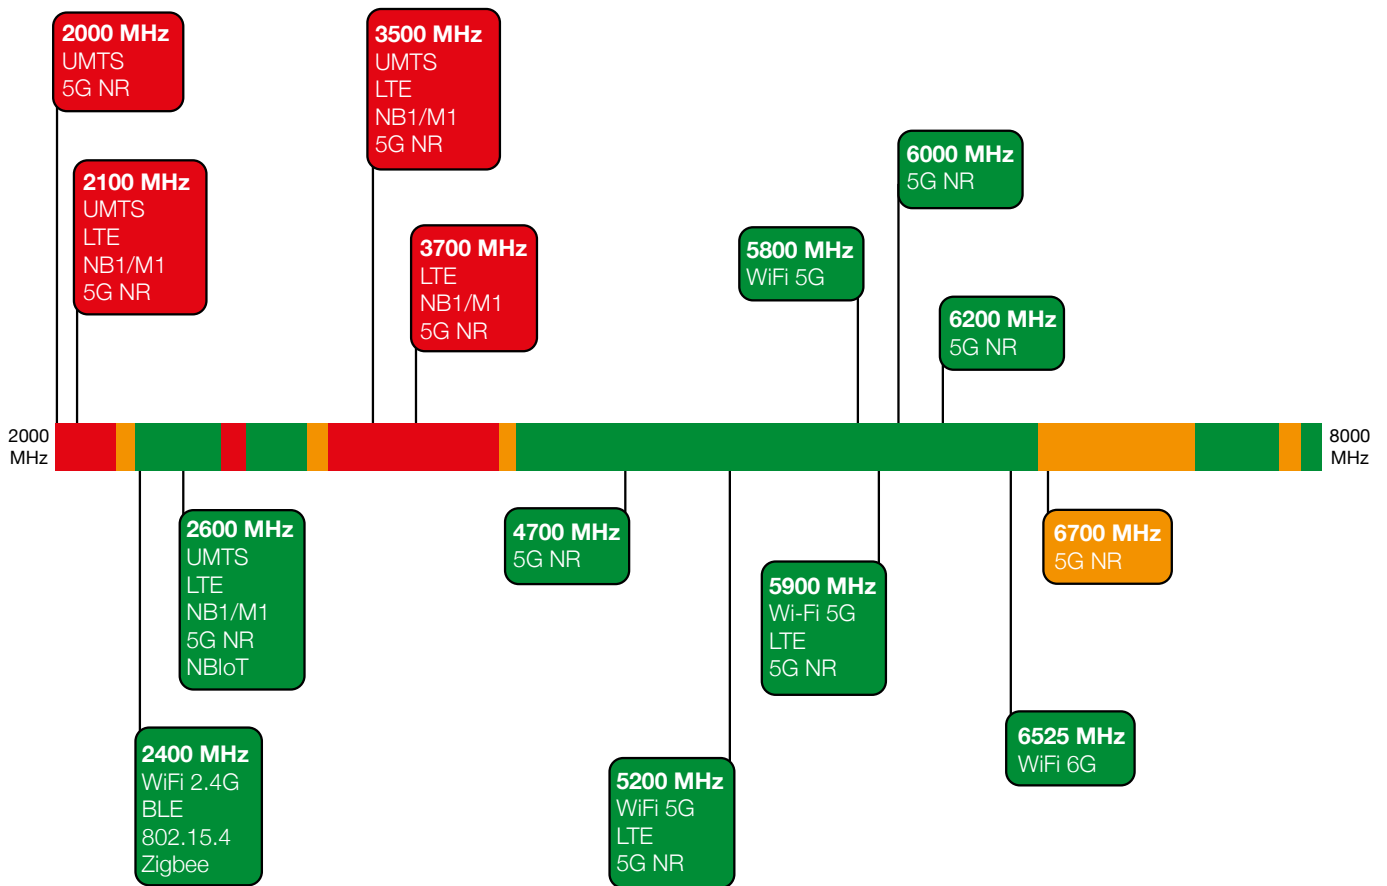 2000 MHz
UMTS
5G NR
3500 MHz
UMTS
LTE
NB1/M1
5G NR
2100 MHz
UMTS
LTE
NB1/M1
5G NR
6000 MHz
5G NR
3700 MHz
LTE
NB1/M1
5G NR
5800 MHz
WiFi 5G
6200 MHz
5G NR
2000
MHz
8000
MHz
2600 MHz
UMTS
LTE
NB1/M1
5G NR
NBIoT
4700 MHz
5G NR
6700 MHz
5G NR
5900 MHz
Wi-Fi 5G
LTE
5G NR
2400 MHz
WiFi 2.4G
BLE
802.15.4
Zigbee
5200 MHz
WiFi 5G
LTE
5G NR
6525 MHz
WiFi 6G